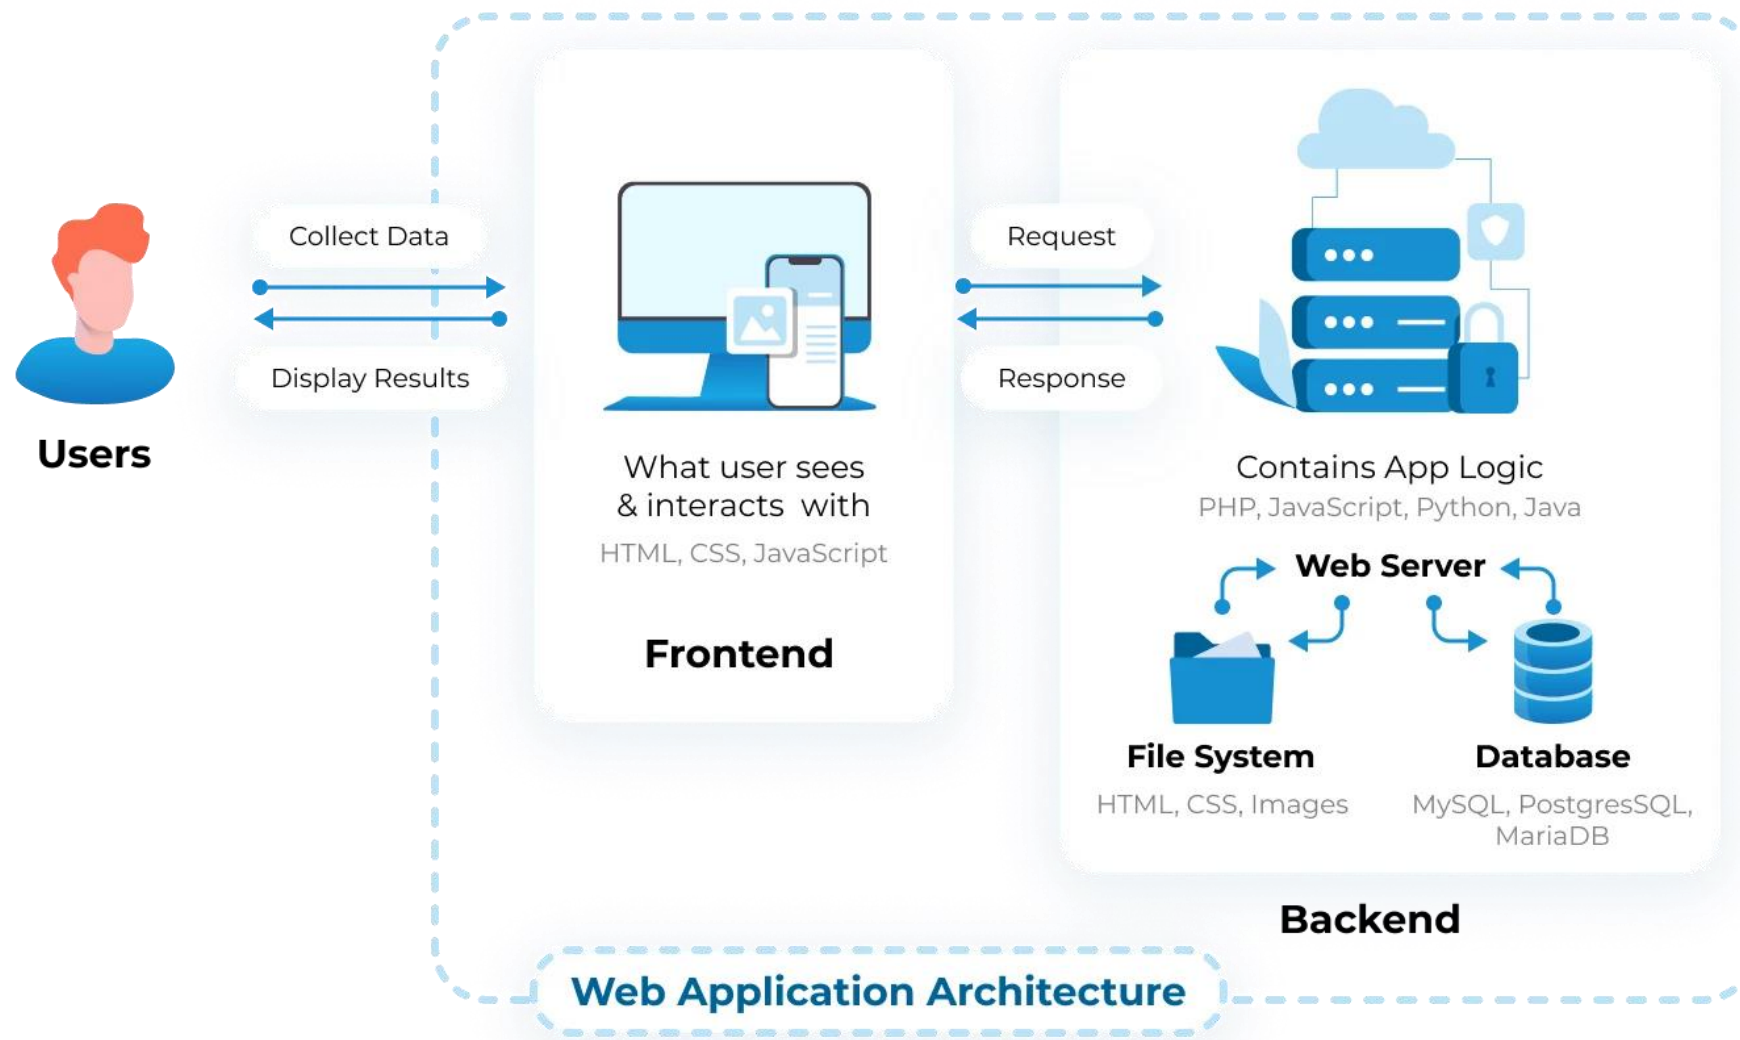 Collect Data
Display Results
Users
What user sees
& interacts with
HTML, CSS, JavaScript
Frontend
Request
Response
Contains App Logic
PHP, JavaScript, Python, Java
Web Server
File System
HTML, CSS, Images
Database
MySQL, PostgresSQL,
MariaDB
Backend
Web Application Architecture